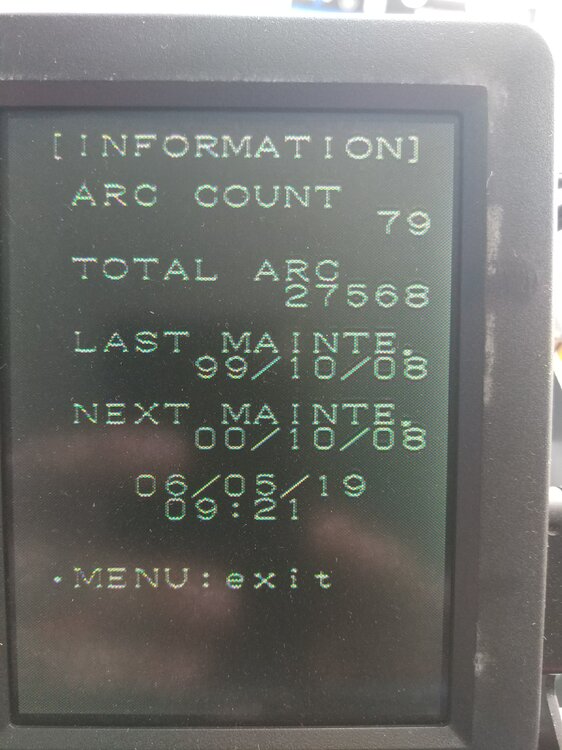 [INFORMATION]
ARC COUNT
79
TOTAL ARC
27568
LAST MAINTE.
99/10/08
NEXT MAINTE.
00/10/08
06/05/19
09:21
·MENU:exit